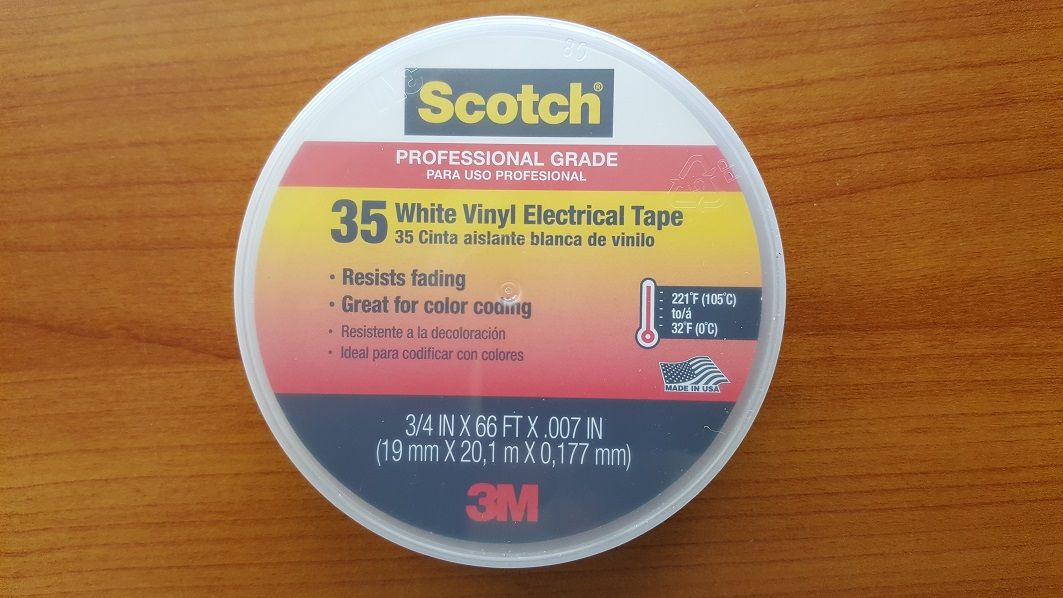 Scotch®
PROFESSIONAL GRADE
PARA USO PROFESIONAL
35 White Vinyl Electrical Tape
35 Cinta aislante blanca de vinilo
• Resists fading
• Great for color coding
• Resistente a la decoloración
• Ideal para codificar con colores
221°F (105°C)
to/á
32°F (0°C)
MADE IN USA
3/4 IN X 66 FT X .007 IN
(19 mm X 20,1 m X 0,177 mm)
3M